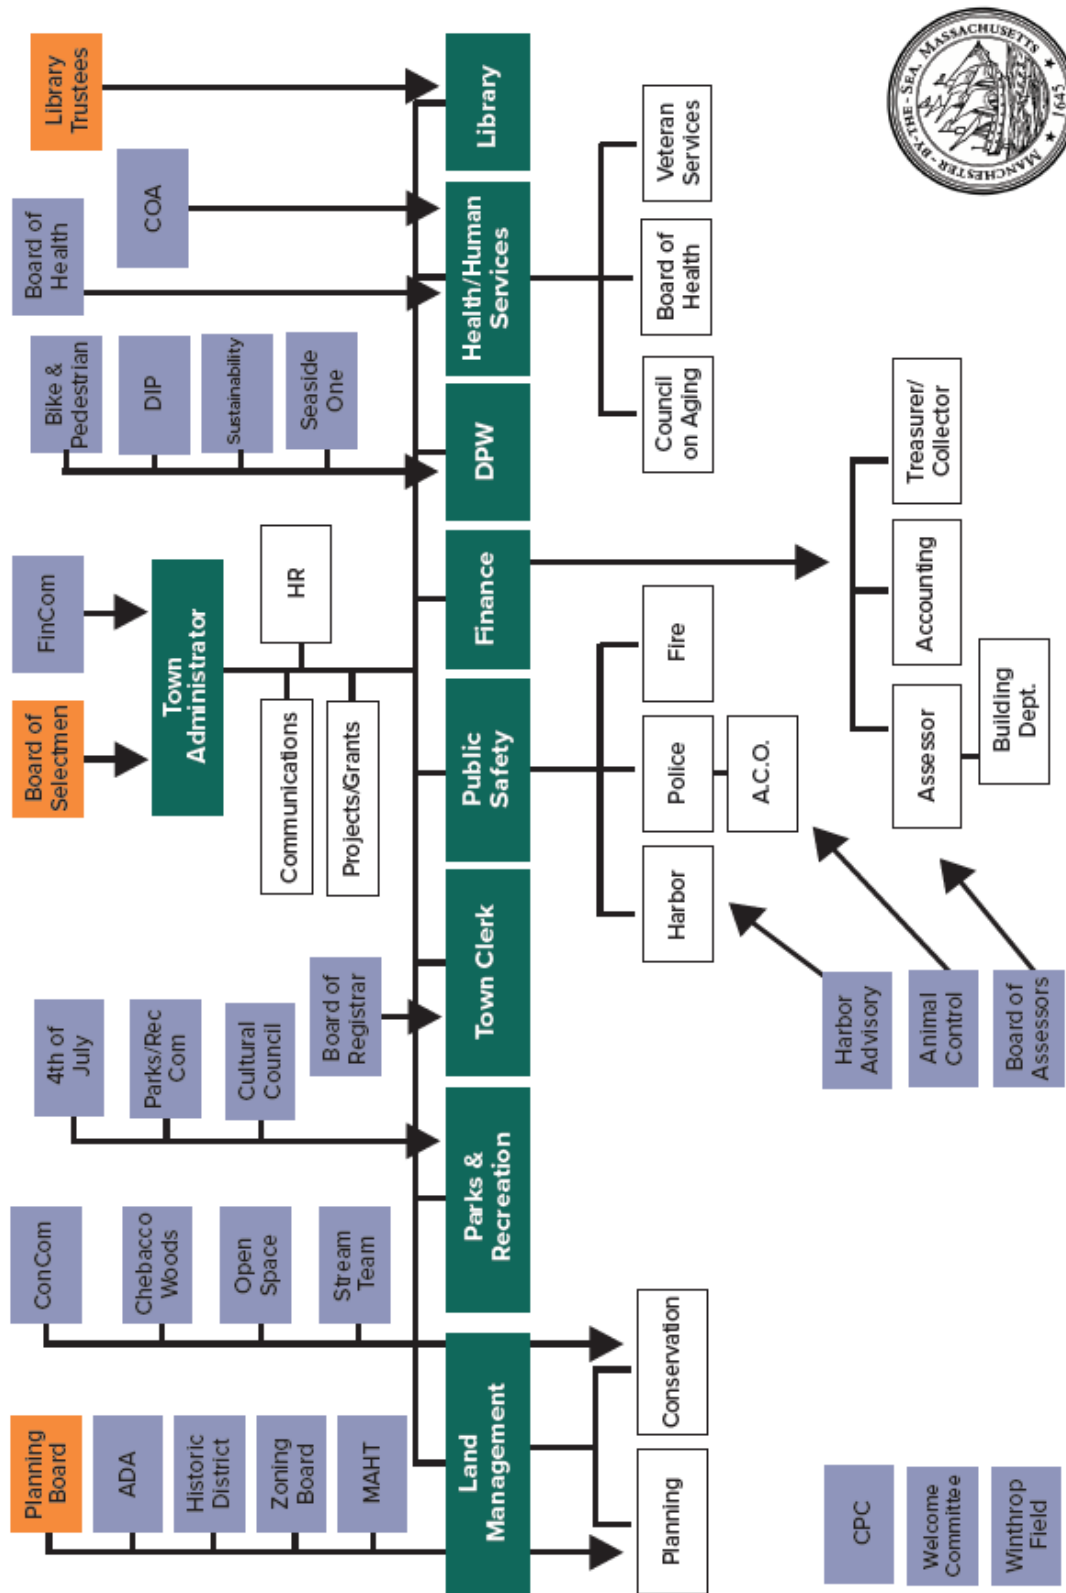 Planning
Board
ADA
Historic
District
Zoning
Board
MAHT
ConCom
Chebacco
Woods
Open
Space
Stream
Team
4th of
July
Parks/Rec
Com
Cultural
Council
Board of
Registrar
Board of
Selectmen
FinCom
Town
Administrator
Communications
HR
Projects/Grants
Bike &
Pedestrian
DIP
Sustainability
Seaside
One
Board of
Health
COA
Library
Trustees
Land
Management
Parks &
Recreation
Town Clerk
Public
Safety
Finance
DPW
Health/Human
Services
Library
Planning
Conservation
Harbor
Police
Fire
A.C.O.
Council
on Aging
Board of
Health
Veteran
Services
Harbor
Advisory
Animal
Control
Board of
Assessors
Assessor
Accounting
Treasurer/
Collector
Building
Dept.
CPC
Welcome
Committee
Winthrop
Field
MANCHESTER-BY-THE-SEA, MASSACHUSETTS
1645